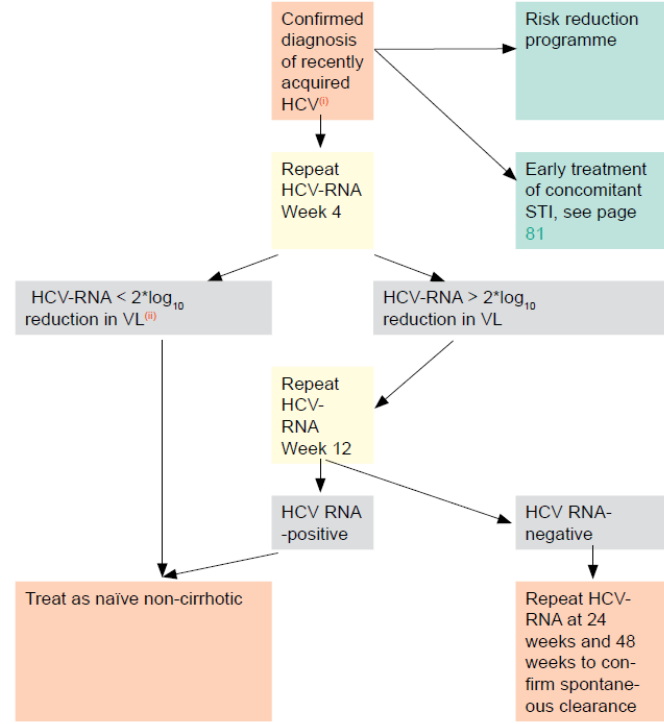 Confirmed
diagnosis
of recently
acquired
HCV(i)
Risk reduction
programme
Repeat
HCV-RNA
Week 4
Early treatment
of concomitant
STI, see page
81
HCV-RNA < 2*log10
reduction in VL(ii)
HCV-RNA > 2*log10
reduction in VL
Repeat
HCV-
RNA
Week 12
HCV RNA
-positive
HCV RNA-
negative
Treat as naïve non-cirrhotic
Repeat HCV-
RNA at 24
weeks and 48
weeks to con-
firm spontane-
ous clearance